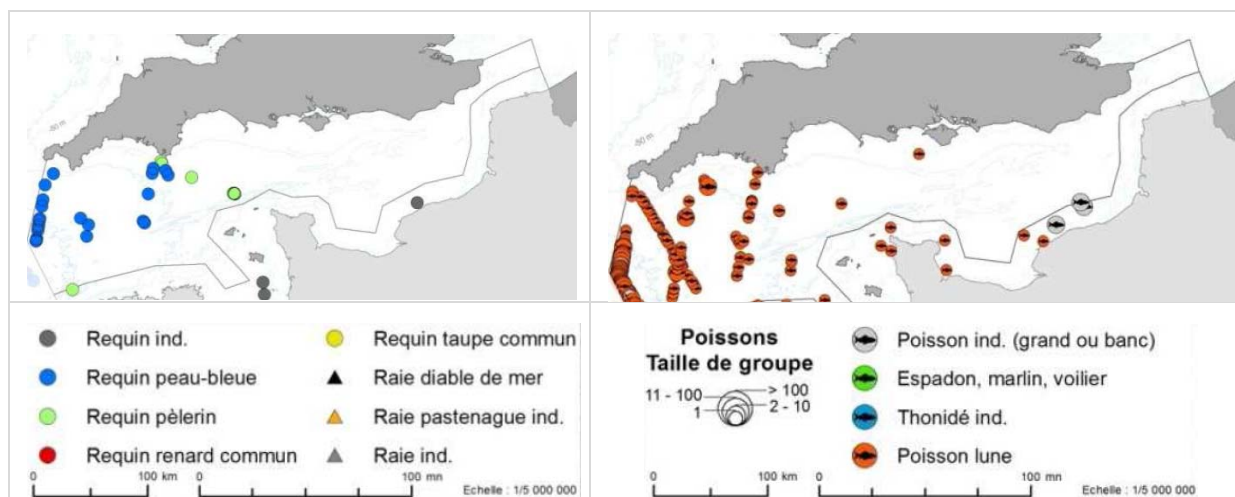 -50 m
-50 m
Requin ind.
Requin peau-bleue
Requin pèlerin
Requin renard commun
Requin taupe commun
Raie diable de mer
Raie pastenague ind.
Raie ind.
0 100 km 0 100 mn
Echelle : 1/5 000 000
Poissons
Taille de groupe
11 - 100
1
> 100
2 - 10
Poisson ind. (grand ou banc)
Espadon, marlin, voilier
Thonidé ind.
Poisson lune
0 100 km 0 100 mn
Echelle : 1/5 000 000